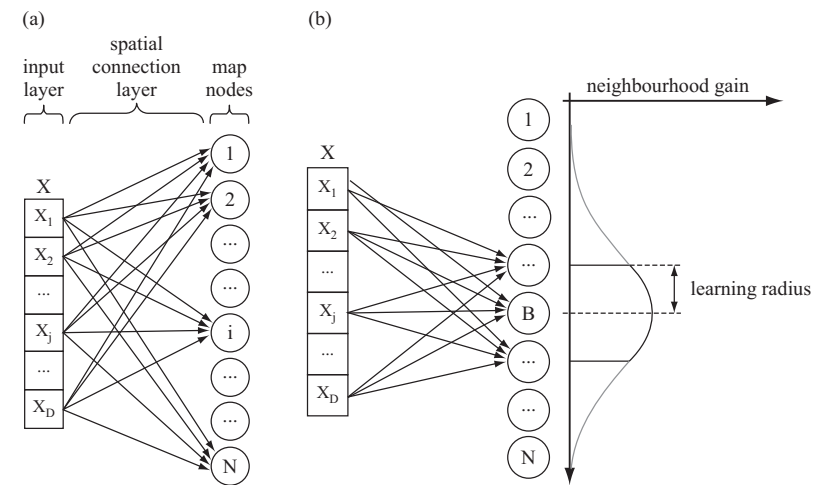 (a)
input
layer
spatial
connection
layer
map
nodes
X
X1
X2
...
Xj
...
XD
1
2
...
...
i
...
...
N
(b)
X
X1
X2
...
Xj
...
XD
1
2
...
...
B
...
...
N
neighbourhood gain
learning radius